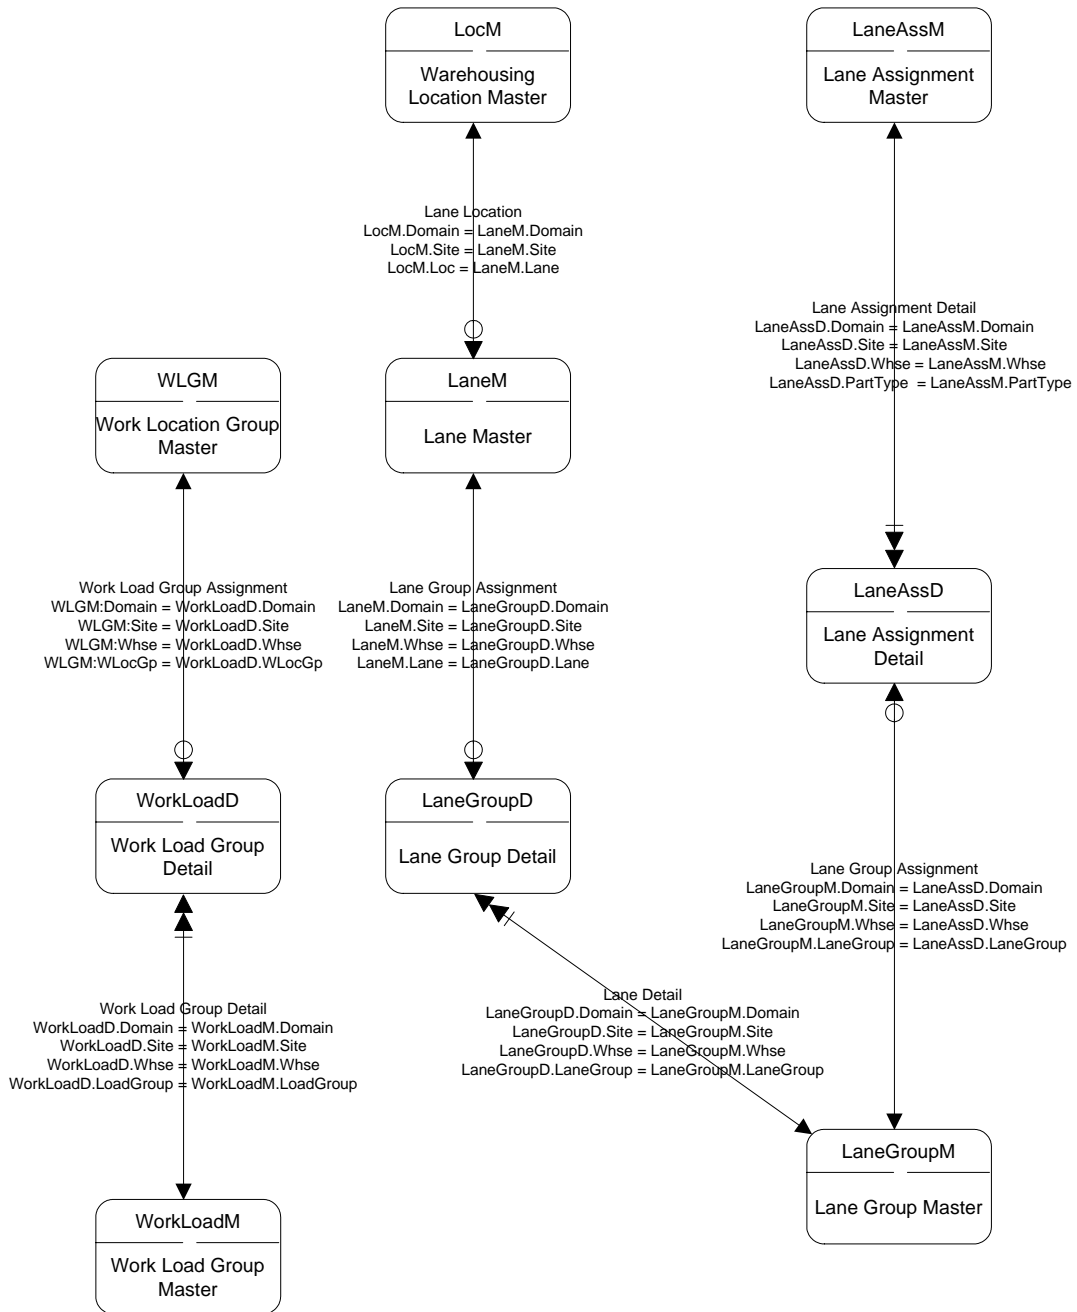 LocM
Warehousing
Location Master
LaneAssM
Lane Assignment
Master
Lane Location
LocM.Domain = LaneM.Domain
LocM.Site = LaneM.Site
LocM.Loc = LaneM.Lane
Lane Assignment Detail
LaneAssD.Domain = LaneAssM.Domain
LaneAssD.Site = LaneAssM.Site
LaneAssD.Whse = LaneAssM.Whse
LaneAssD.PartType = LaneAssM.PartType
WLGM
Work Location Group
Master
LaneM
Lane Master
Work Load Group Assignment
WLGM:Domain = WorkLoadD.Domain
WLGM:Site = WorkLoadD.Site
WLGM:Whse = WorkLoadD.Whse
WLGM:WLocGp = WorkLoadD.WLocGp
Lane Group Assignment
LaneM.Domain = LaneGroupD.Domain
LaneM.Site = LaneGroupD.Site
LaneM.Whse = LaneGroupD.Whse
LaneM.Lane = LaneGroupD.Lane
LaneAssD
Lane Assignment
Detail
WorkLoadD
Work Load Group
Detail
LaneGroupD
Lane Group Detail
Lane Group Assignment
LaneGroupM.Domain = LaneAssD.Domain
LaneGroupM.Site = LaneAssD.Site
LaneGroupM.Whse = LaneAssD.Whse
LaneGroupM.LaneGroup = LaneAssD.LaneGroup
Work Load Group Detail
WorkLoadD.Domain = WorkLoadM.Domain
WorkLoadD.Site = WorkLoadM.Site
WorkLoadD.Whse = WorkLoadM.Whse
WorkLoadD.LoadGroup = WorkLoadM.LoadGroup
Lane Detail
LaneGroupD.Domain = LaneGroupM.Domain
LaneGroupD.Site = LaneGroupM.Site
LaneGroupD.Whse = LaneGroupM.Whse
LaneGroupD.LaneGroup = LaneGroupM.LaneGroup
LaneGroupM
Lane Group Master
WorkLoadM
Work Load Group
Master